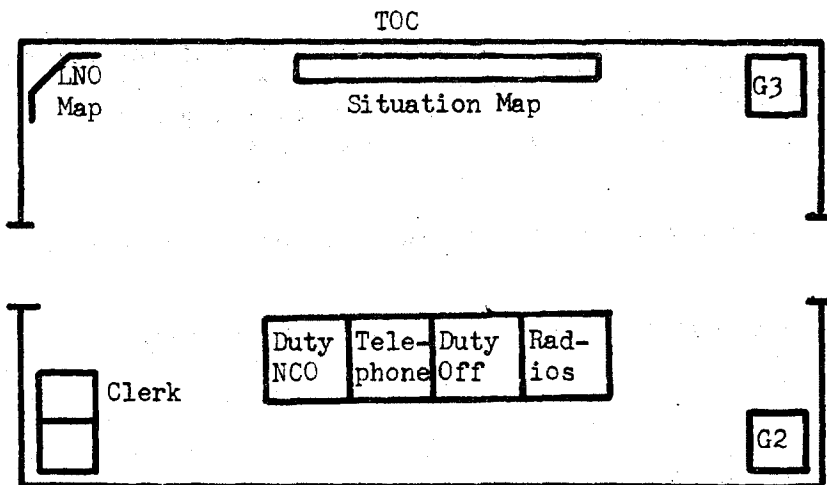 TOC
LNO
Map
Situation Map
G3
Duty
NCO
Tele-
phone
Duty
Off
Rad-
ios
Clerk
G2